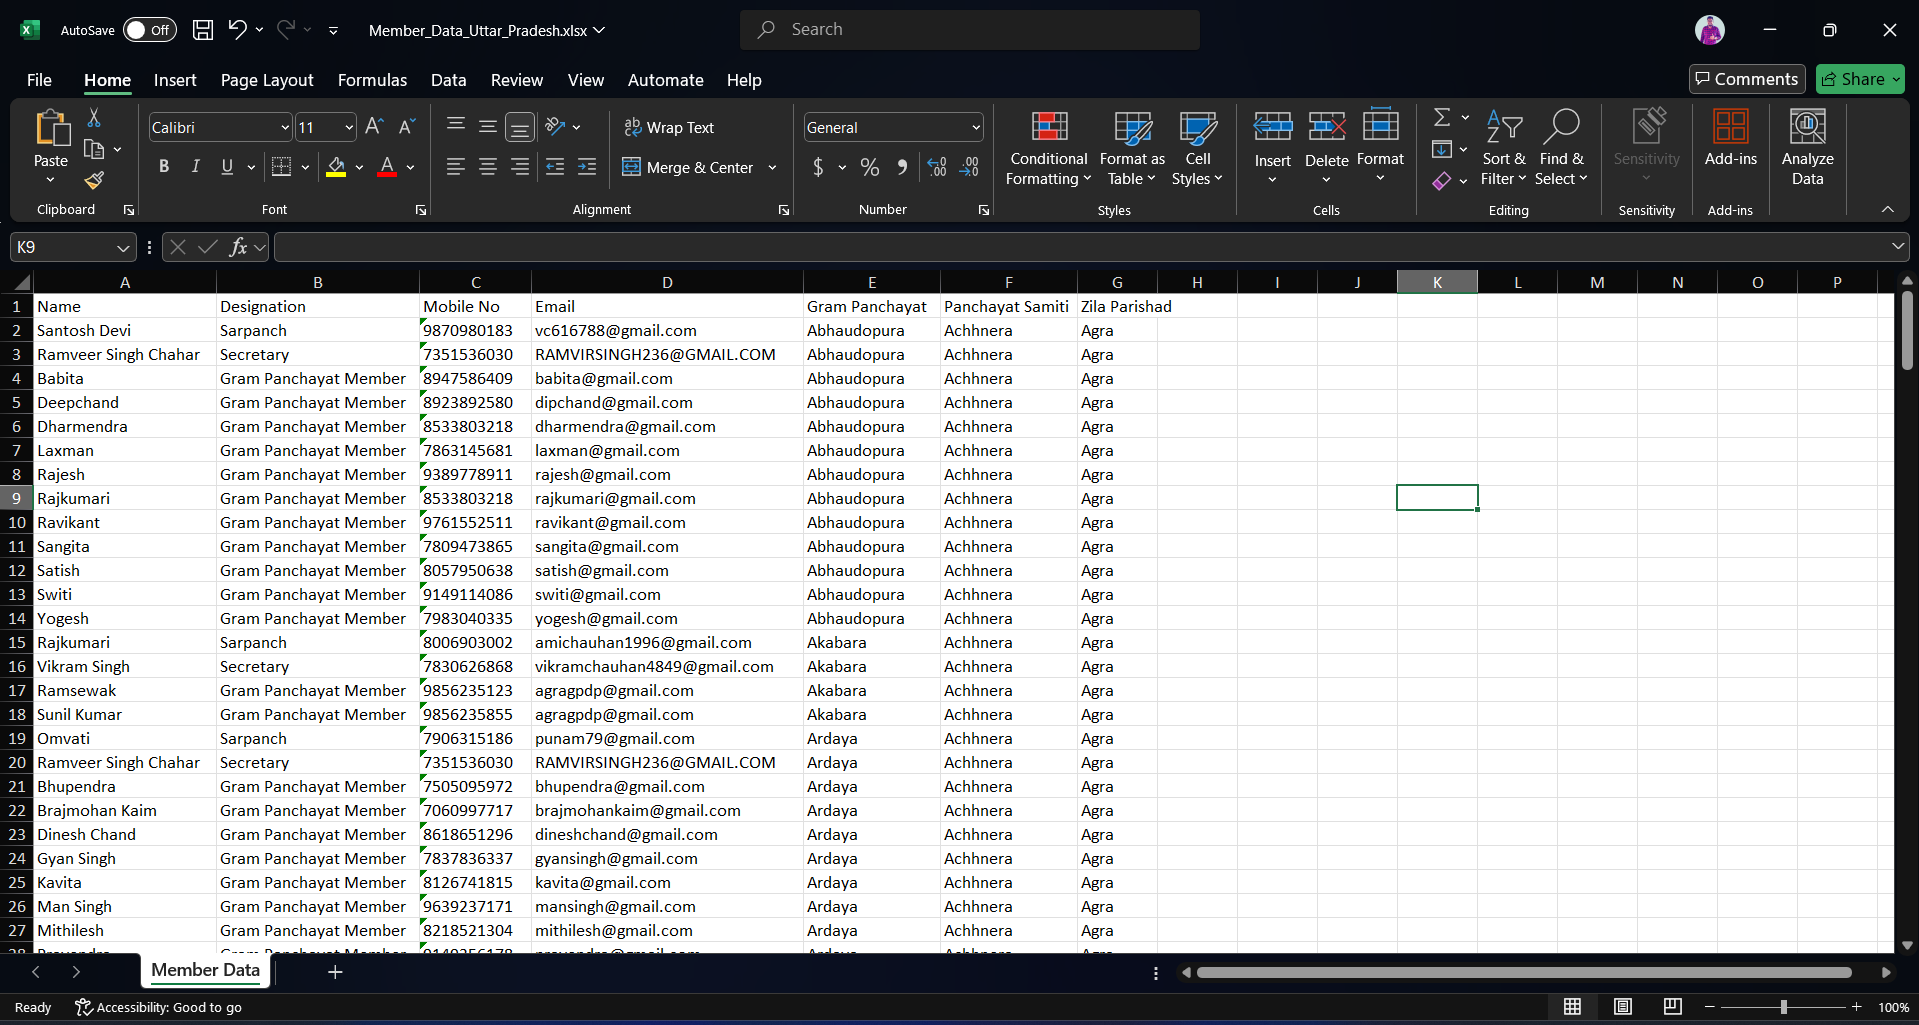 AutoSave Off Member_Data_Uttar_Pradesh.xlsx Search
File Home Insert Page Layout Formulas Data Review View Automate Help Comments Share
Paste Calibri 11 Wrap Text General Conditional Formatting Format as Table Cell Styles Insert Delete Format Sort & Filter Find & Select Sensitivity Add-ins Analyze Data
B I U A Merge & Center $ % 9 .00
Clipboard Font Alignment Number Styles Cells Editing Sensitivity Add-ins
K9 fx
A B C D E F G H I J K L M N O P
1 Name Designation Mobile No Email Gram Panchayat Panchayat Samiti Zila Parishad
2 Santosh Devi Sarpanch 9870980183 vc616788@gmail.com Abhaudopura Achhnera Agra
3 Ramveer Singh Chahar Secretary 7351536030 RAMVIRSINGH236@GMAIL.COM Abhaudopura Achhnera Agra
4 Babita Gram Panchayat Member 8947586409 babita@gmail.com Abhaudopura Achhnera Agra
5 Deepchand Gram Panchayat Member 8923892580 dipchand@gmail.com Abhaudopura Achhnera Agra
6 Dharmendra Gram Panchayat Member 8533803218 dharmendra@gmail.com Abhaudopura Achhnera Agra
7 Laxman Gram Panchayat Member 7863145681 laxman@gmail.com Abhaudopura Achhnera Agra
8 Rajesh Gram Panchayat Member 9389778911 rajesh@gmail.com Abhaudopura Achhnera Agra
9 Rajkumari Gram Panchayat Member 8533803218 rajkumari@gmail.com Abhaudopura Achhnera Agra
10 Ravikant Gram Panchayat Member 9761552511 ravikant@gmail.com Abhaudopura Achhnera Agra
11 Sangita Gram Panchayat Member 7809473865 sangita@gmail.com Abhaudopura Achhnera Agra
12 Satish Gram Panchayat Member 8057950638 satish@gmail.com Abhaudopura Achhnera Agra
13 Switi Gram Panchayat Member 9149114086 switi@gmail.com Abhaudopura Achhnera Agra
14 Yogesh Gram Panchayat Member 7983040335 yogesh@gmail.com Abhaudopura Achhnera Agra
15 Rajkumari Sarpanch 8006903002 amichauhan1996@gmail.com Akabara Achhnera Agra
16 Vikram Singh Secretary 7830626868 vikramchauhan4849@gmail.com Akabara Achhnera Agra
17 Ramsewak Gram Panchayat Member 9856235123 agragpdp@gmail.com Akabara Achhnera Agra
18 Sunil Kumar Gram Panchayat Member 9856235855 agragpdp@gmail.com Akabara Achhnera Agra
19 Omvati Sarpanch 7906315186 punam79@gmail.com Ardaya Achhnera Agra
20 Ramveer Singh Chahar Secretary 7351536030 RAMVIRSINGH236@GMAIL.COM Ardaya Achhnera Agra
21 Bhupendra Gram Panchayat Member 7505095972 bhupendra@gmail.com Ardaya Achhnera Agra
22 Brajmohan Kaim Gram Panchayat Member 7060997717 brajmohankaim@gmail.com Ardaya Achhnera Agra
23 Dinesh Chand Gram Panchayat Member 8618651296 dineshchand@gmail.com Ardaya Achhnera Agra
24 Gyan Singh Gram Panchayat Member 7837836337 gyansingh@gmail.com Ardaya Achhnera Agra
25 Kavita Gram Panchayat Member 8126741815 kavita@gmail.com Ardaya Achhnera Agra
26 Man Singh Gram Panchayat Member 9639237171 mansingh@gmail.com Ardaya Achhnera Agra
27 Mithilesh Gram Panchayat Member 8218521304 mithilesh@gmail.com Ardaya Achhnera Agra
Member Data
Ready Accessibility: Good to go 100%